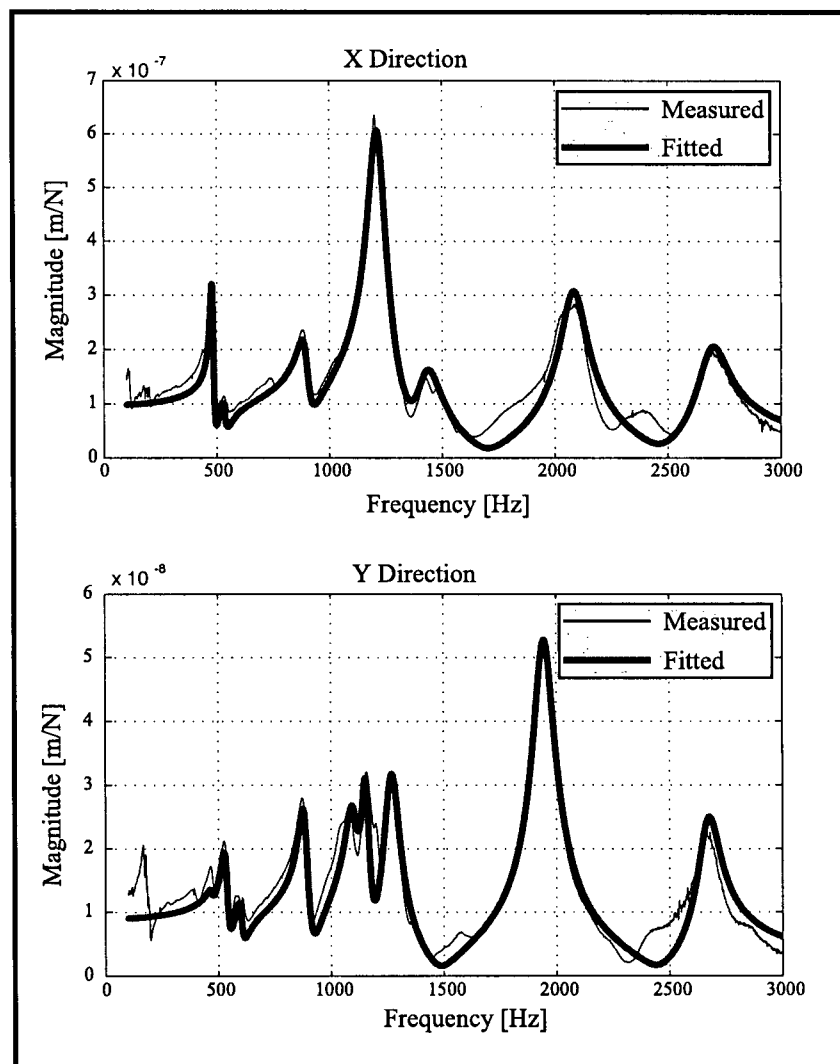 x 10 -7
X Direction
7
6
5
4
3
2
1
0
Magnitude [m/N]
Measured
Fitted
500
1000
1500
2000
2500
3000
Frequency [Hz]
x 10 -8
Y Direction
6
5
4
3
2
1
0
Magnitude [m/N]
Measured
Fitted
0
500
1000
1500
2000
2500
3000
Frequency [Hz]